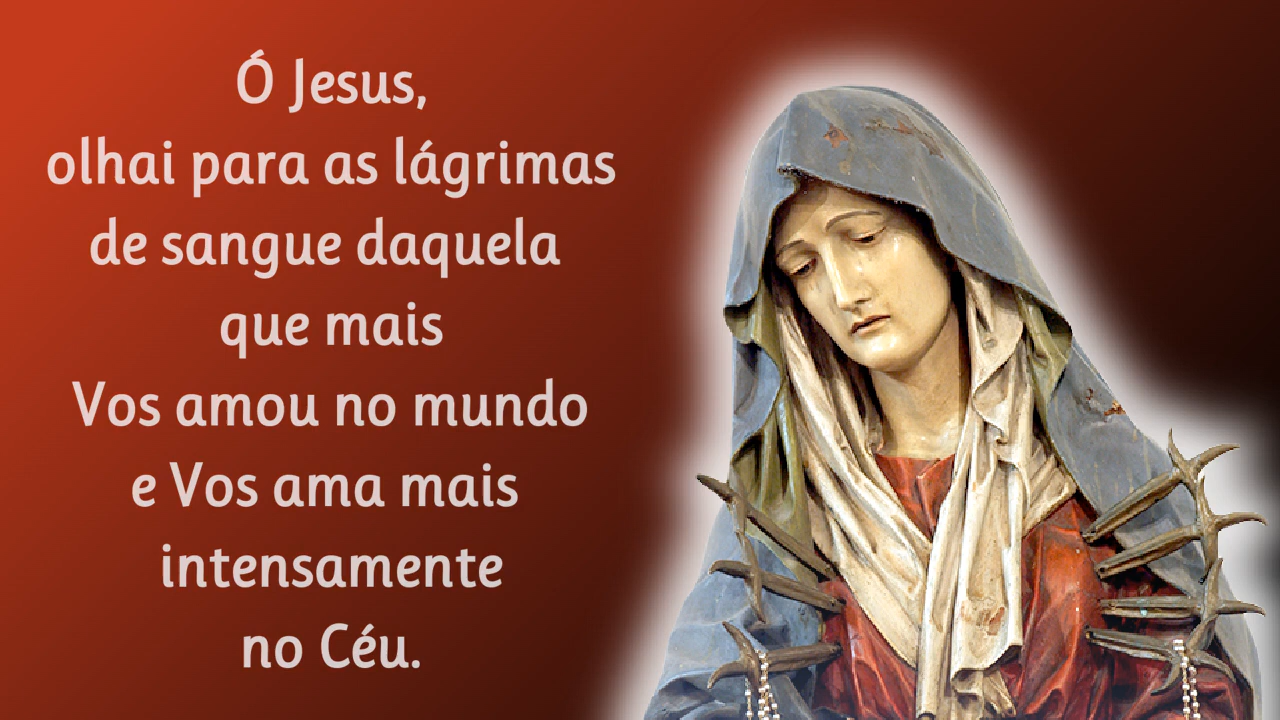 Ó Jesus,
olhai para as lágrimas
de sangue daquela
que mais
Vos amou no mundo
e Vos ama mais
intensamente
no Céu.